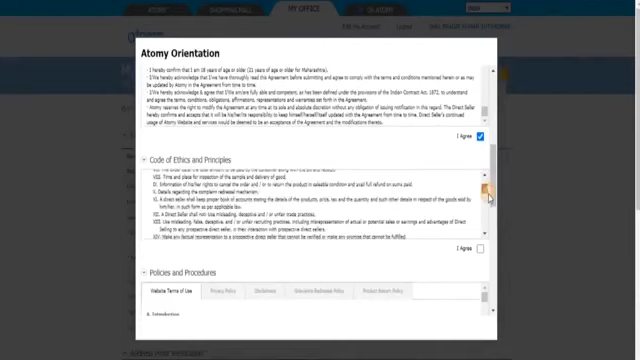 ATOMY SHOPPING MALL MY OFFICE
Atomy Orientation
- I hereby confirm that I am 18 years of age or older (21 years of age or older for Maharashtra).
- I/We hereby acknowledge that I/we have thoroughly read this Agreement before submitting and agree to comply with the terms and conditions mentioned herein or as may
be updated by Atomy in the Agreement from time to time.
- I/We hereby acknowledge & agree that I/We are fully able and competent, as has been defined under the provisions of the Indian Contract Act, 1872, to understand
and agree the terms, conditions, obligations, affirmations, representations and warranties set forth in the Agreement.
- Atomy reserves the right to modify the Agreement at any time at its sole and absolute discretion without any obligation of issuing notification in this regard. The Direct
Seller confirms and accepts that it will be his/her/its responsibility to keep himself/herself/itself updated with the Agreement from time to time. Direct Seller's continued
usage of Atomy Website and services would be deemed to be an acceptance of the Agreement and the modifications thereto.
I Agree
Code of Ethics and Principles
VIII. Time and place for inspection of the sample and delivery of good.
IX. Information of his/her rights to cancel the order and / or to return the product in saleable condition and avail full refund on sums paid.
X. Details regarding the complaint redressal mechanism.
XI. A direct seller shall keep proper book of accounts stating the details of the products, price, tax and the quantity and such other details in respect of the goods sold by
him/her, in such form as per applicable law.
XII. A Direct Seller shall not use misleading, deceptive and / or unfair trade practices.
XIII. Use misleading, false, deceptive, and / or unfair recruiting practices, including misrepresentation of actual or potential sales or earnings and advantages of Direct
Selling to any prospective direct seller, in their interaction with prospective direct sellers.
XIV. Make any factual representation to a prospective direct seller that cannot be verified or make any promise that cannot be fulfilled.
I Agree
Policies and Procedures
Website Terms of Use Privacy Policy Disclaimers Grievance Redressal Policy Product Return Policy
A. Introduction